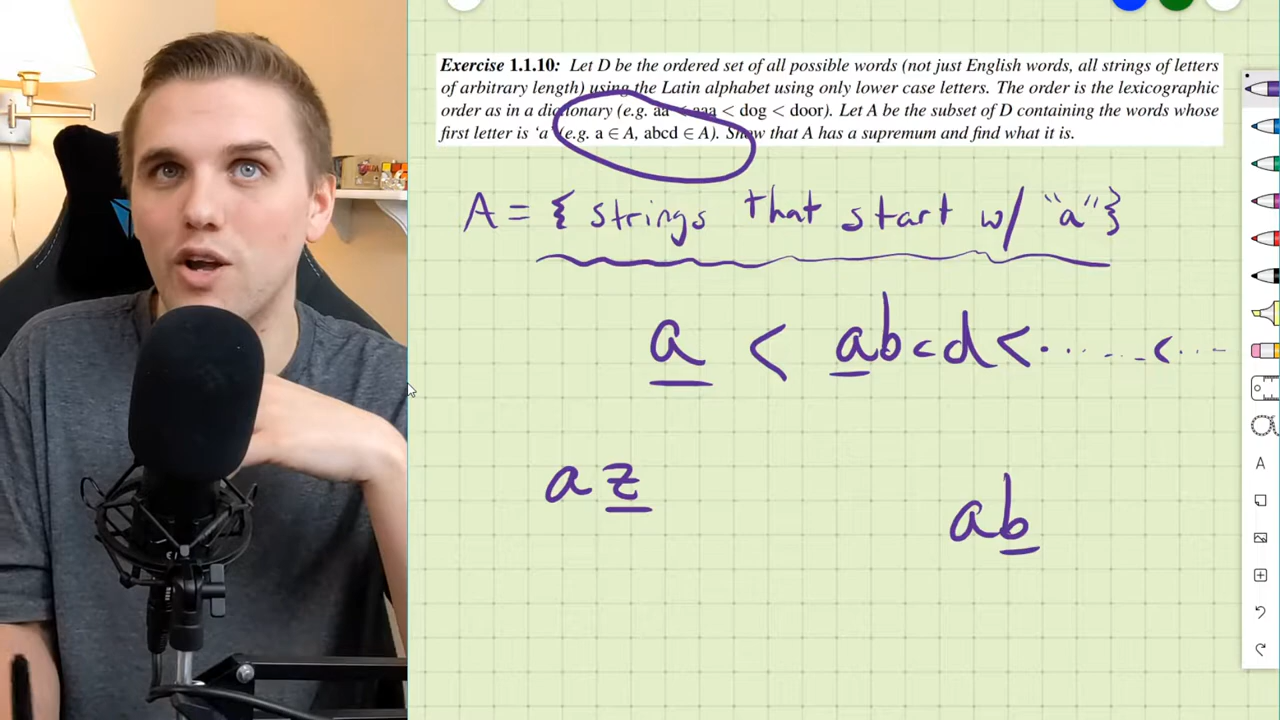 Exercise 1.1.10: Let D be the ordered set of all possible words (not just English words, all strings of letters
of arbitrary length) using the Latin alphabet using only lower case letters. The order is the lexicographic
order as in a dictionary (e.g. aa < aaa < dog < door). Let A be the subset of D containing the words whose
first letter is ‘a’ (e.g. a ∈ A, abcd ∈ A). Show that A has a supremum and find what it is.
A = { strings that start w/ "a"}
a < abcd < ....... < ...
az
ab
A